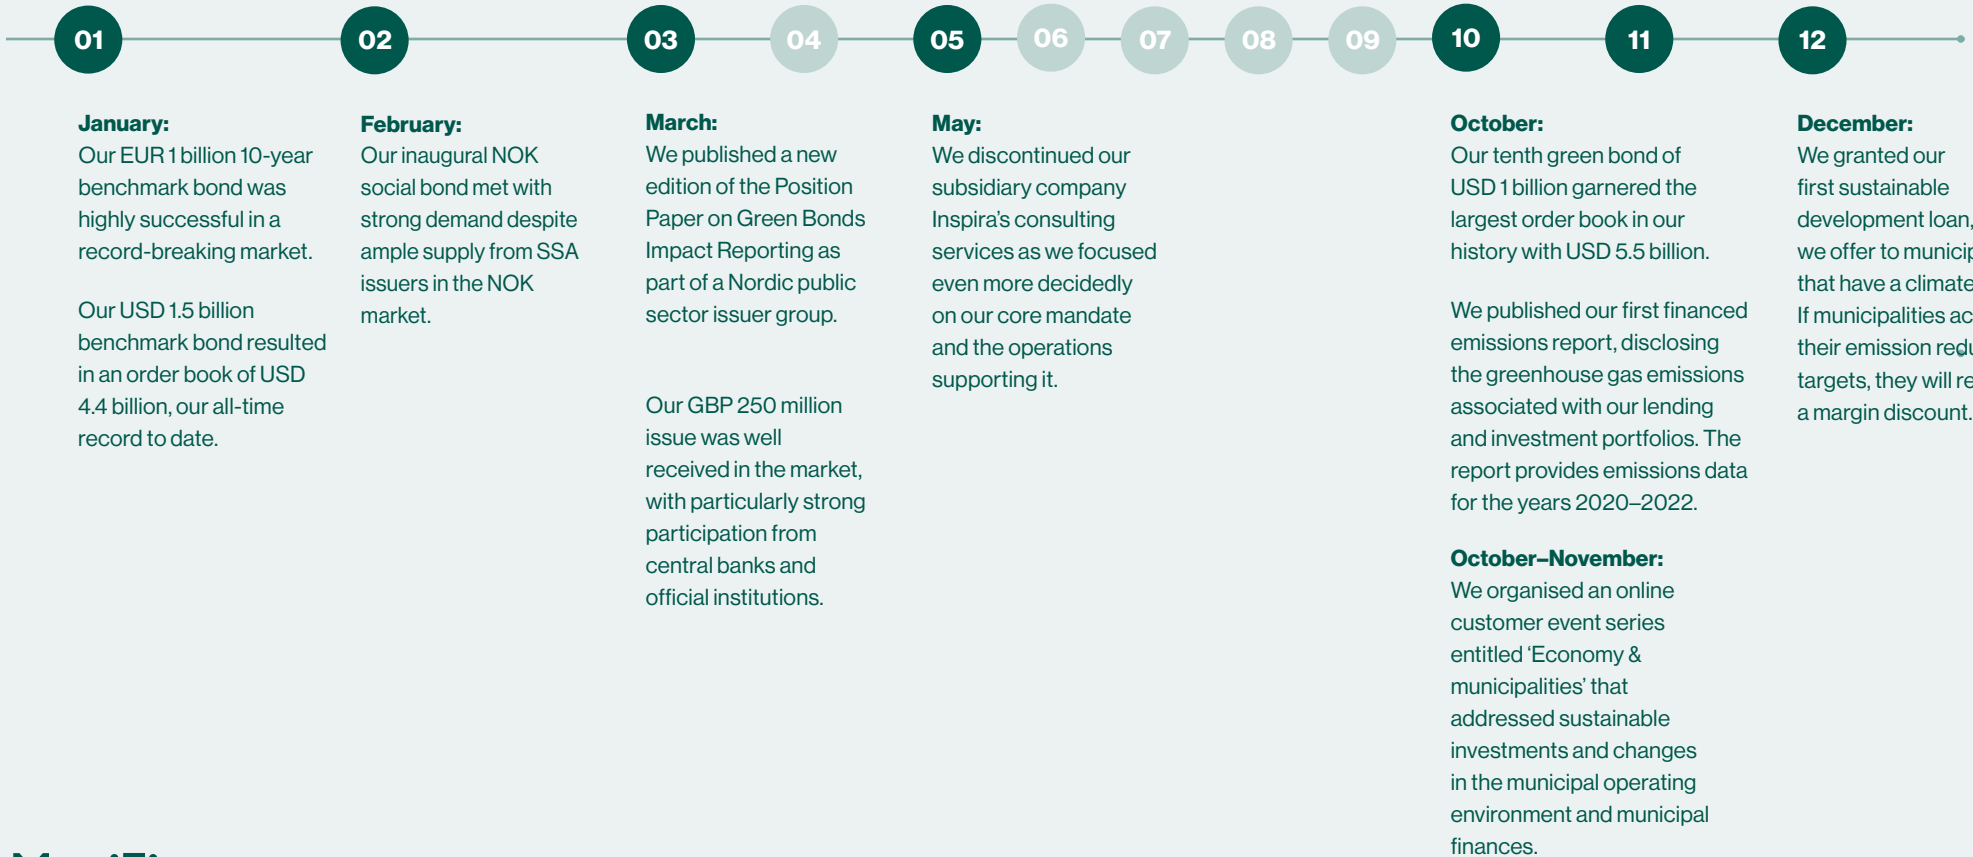 01
02
03
04
05
06
07
08
09
10
11
12
January:
Our EUR 1 billion 10-year
benchmark bond was
highly successful in a
record-breaking market.
Our USD 1.5 billion
benchmark bond resulted
in an order book of USD
4.4 billion, our all-time
record to date.
February:
Our inaugural NOK
social bond met with
strong demand despite
ample supply from SSA
issuers in the NOK
market.
March:
We published a new
edition of the Position
Paper on Green Bonds
Impact Reporting as
part of a Nordic public
sector issuer group.
Our GBP 250 million
issue was well
received in the market,
with particularly strong
participation from
central banks and
official institutions.
May:
We discontinued our
subsidiary company
Inspira’s consulting
services as we focused
even more decidedly
on our core mandate
and the operations
supporting it.
October:
Our tenth green bond of
USD 1 billion garnered the
largest order book in our
history with USD 5.5 billion.
We published our first financed
emissions report, disclosing
the greenhouse gas emissions
associated with our lending
and investment portfolios. The
report provides emissions data
for the years 2020–2022.
October–November:
We organised an online
customer event series
entitled ‘Economy &
municipalities’ that
addressed sustainable
investments and changes
in the municipal operating
environment and municipal
finances.
December:
We granted our
first sustainable
development loan,
we offer to
that have a climate
If municipalities
their emission
targets, they will
a margin discount.